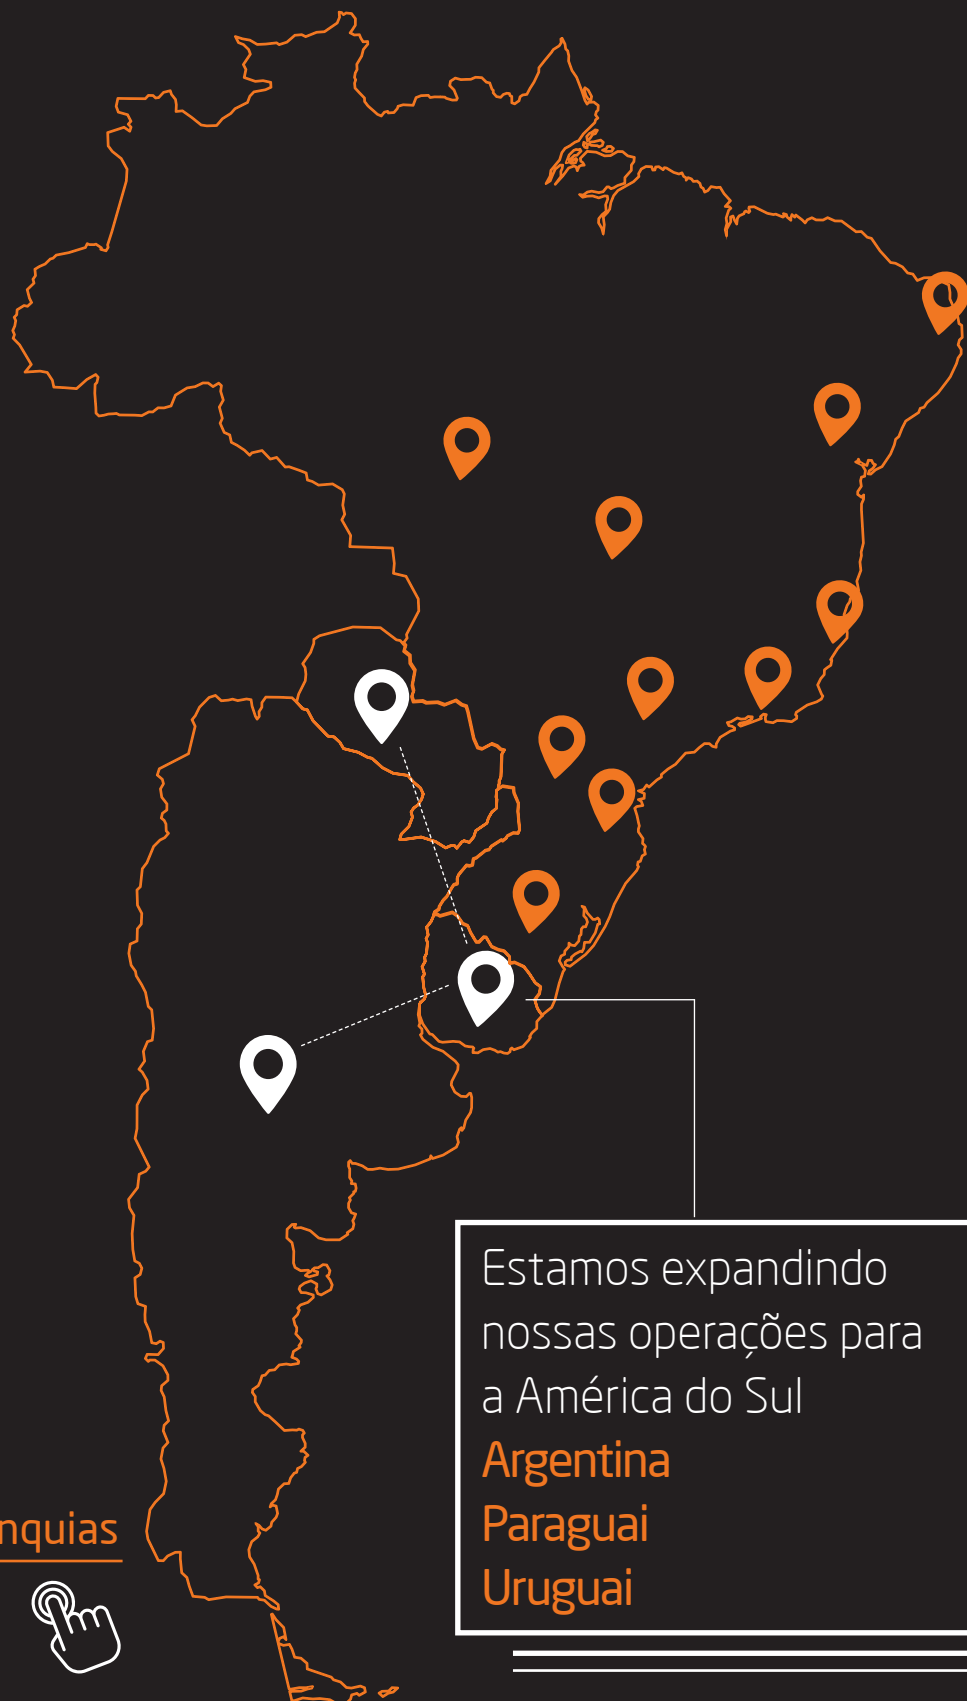 Estamos expandindo
nossas operações para
a América do Sul
Argentina
Paraguai
Uruguai
nquias